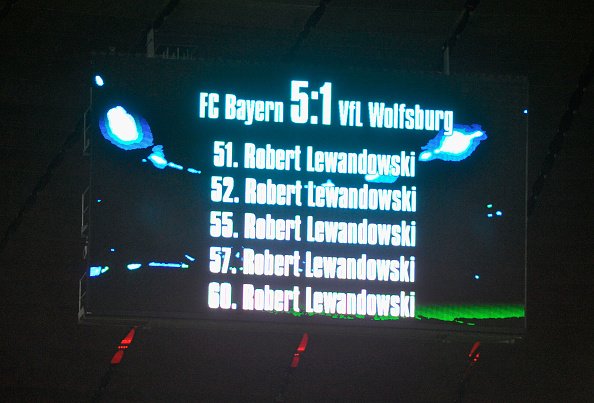 FC Bayern 5:1 VfL Wolfsburg
51. Robert Lewandowski
52. Robert Lewandowski
55. Robert Lewandowski
57. Robert Lewandowski
60. Robert Lewandowski